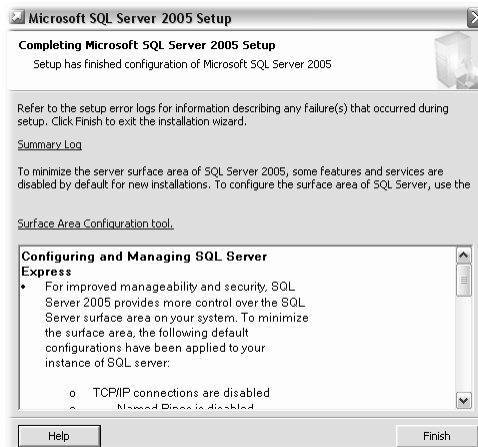 Microsoft SQL Server 2005 Setup
Completing Microsoft SQL Server 2005 Setup
Setup has finished configuration of Microsoft SQL Server 2005
Refer to the setup error logs for information describing any failure(s) that occurred during
setup. Click Finish to exit the installation wizard.
Summary Log
To minimize the server surface area of SQL Server 2005, some features and services are
disabled by default for new installations. To configure the surface area of SQL Server, use the
Surface Area Configuration tool.
Configuring and Managing SQL Server
Express
• For improved manageability and security, SQL
Server 2005 provides more control over the SQL
Server surface area on your system. To minimize
the surface area, the following default
configurations have been applied to your
instance of SQL server:
o TCP/IP connections are disabled
o Named Pipes is disabled
Help
Finish